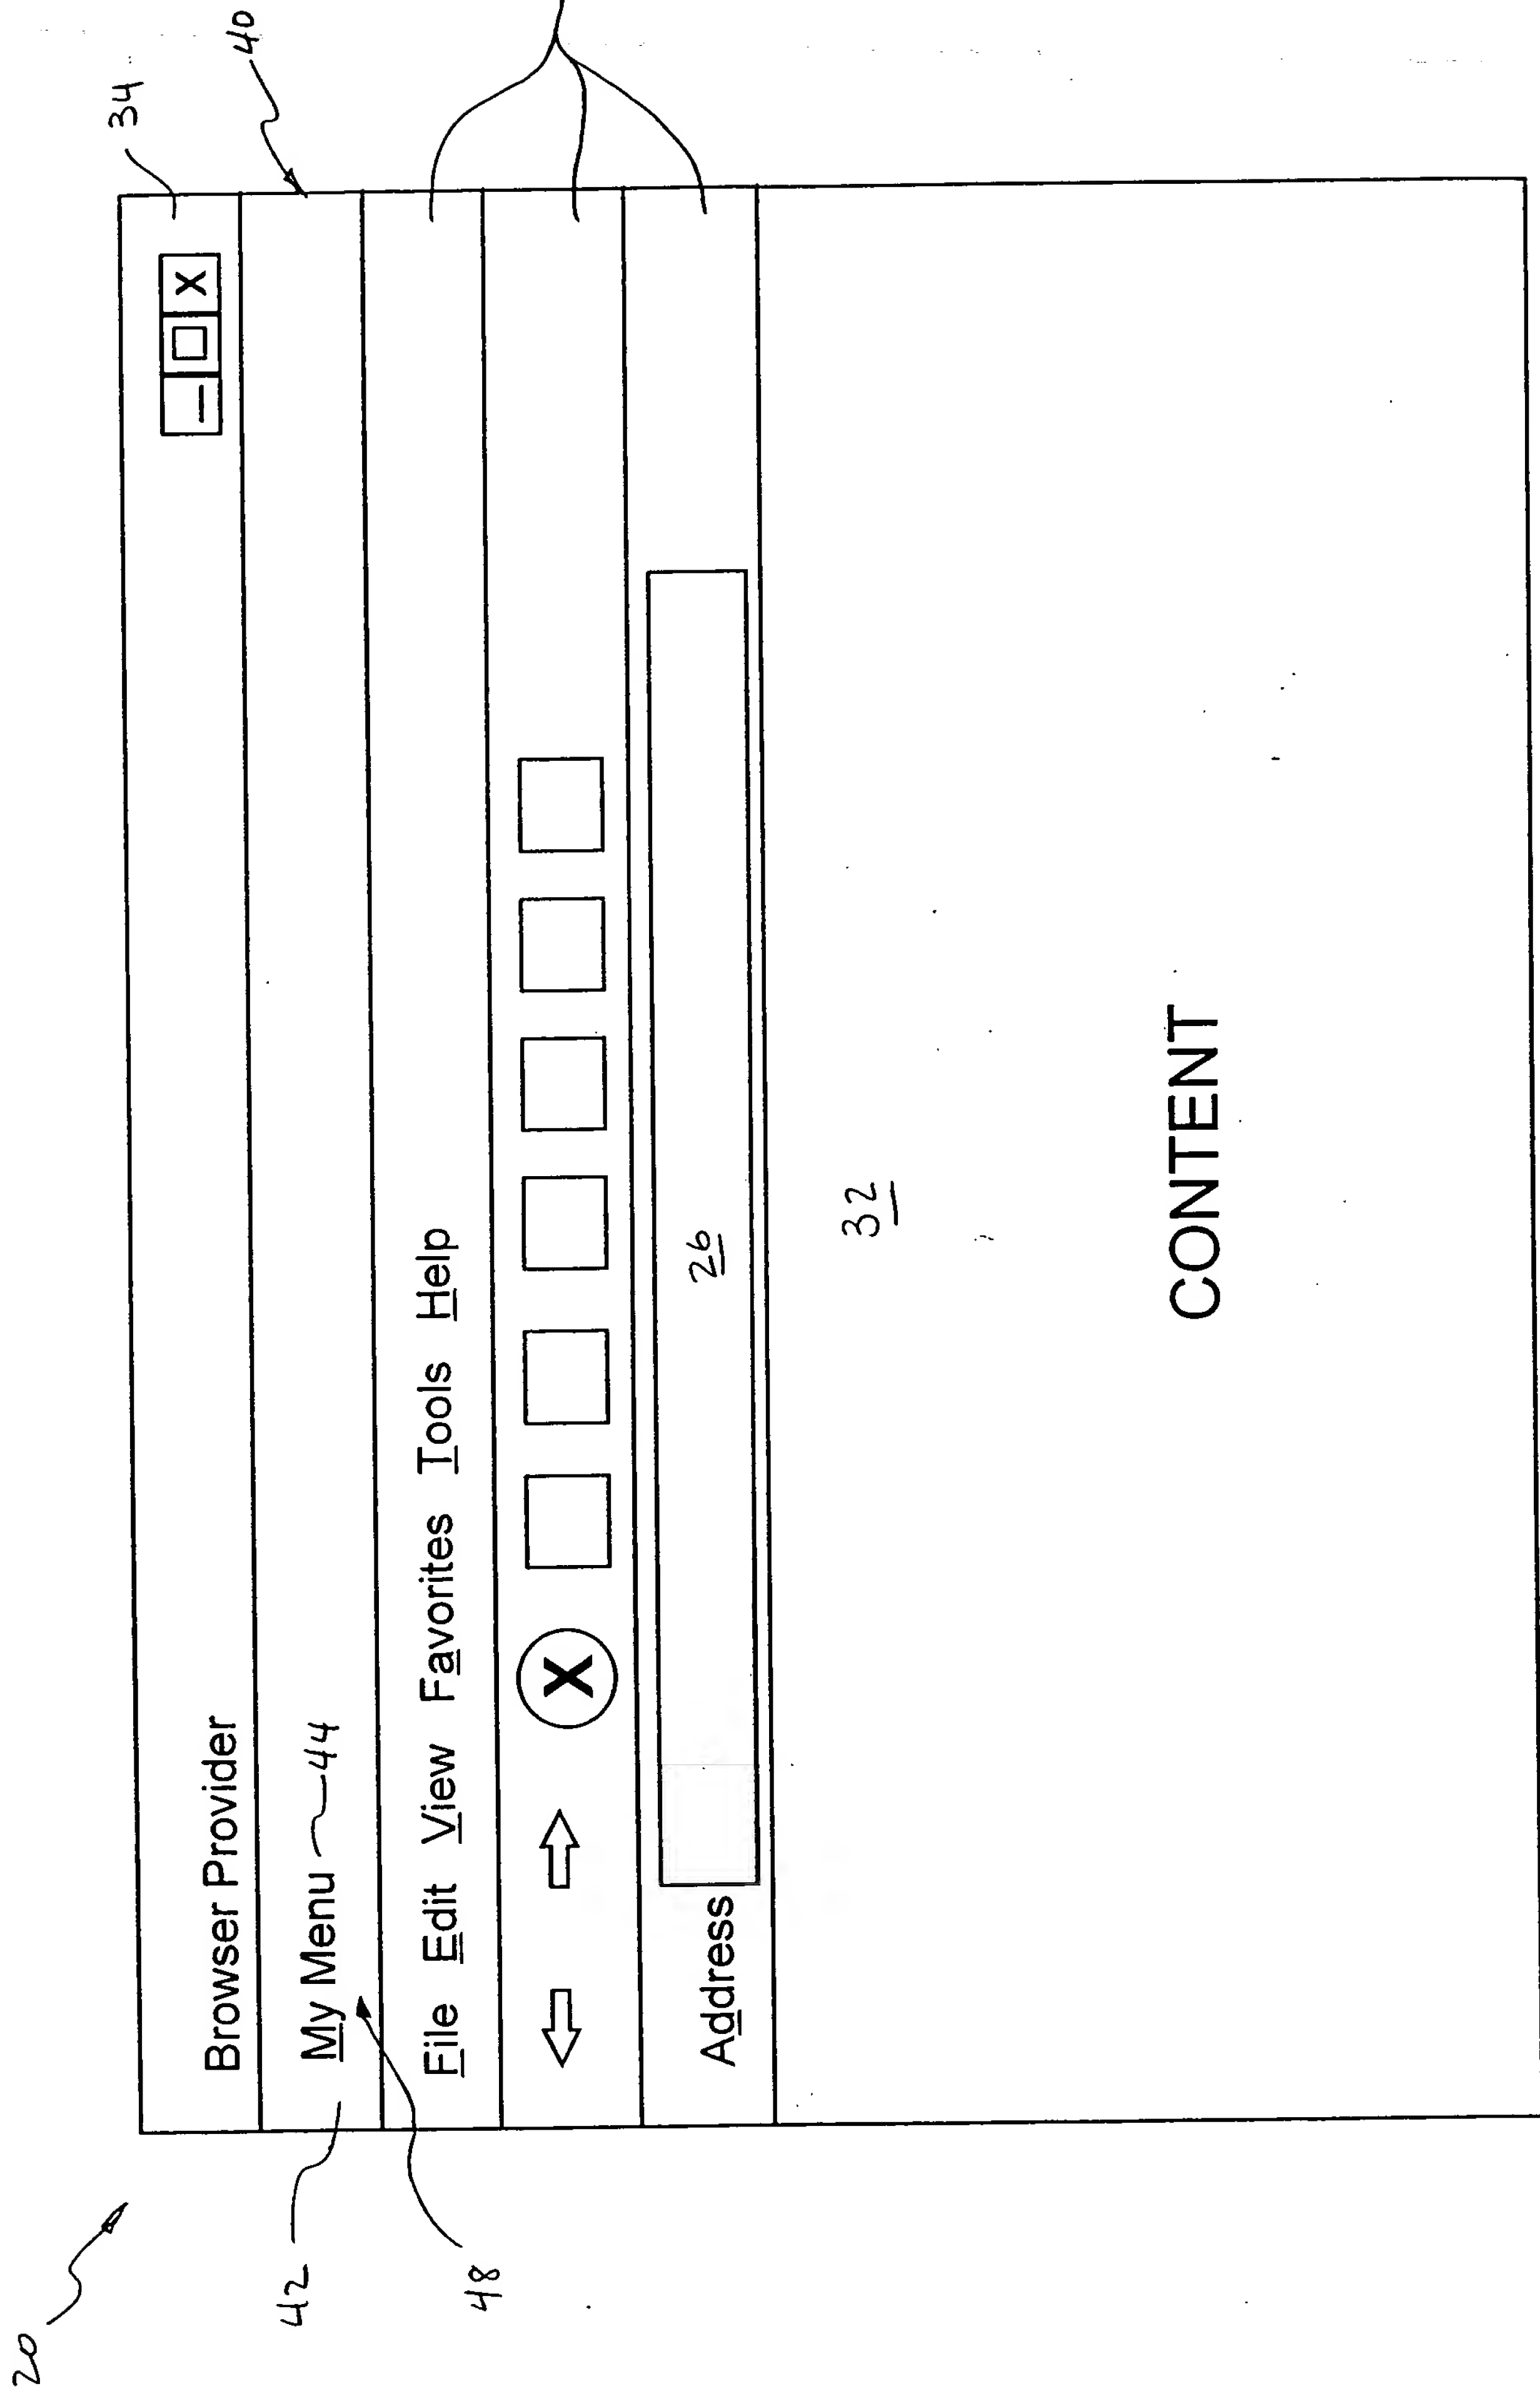 20
34
Browser Provider _ □ X
40
42 My Menu 44
48
File Edit View Favorites Tools Help
X
Address 26
32
CONTENT